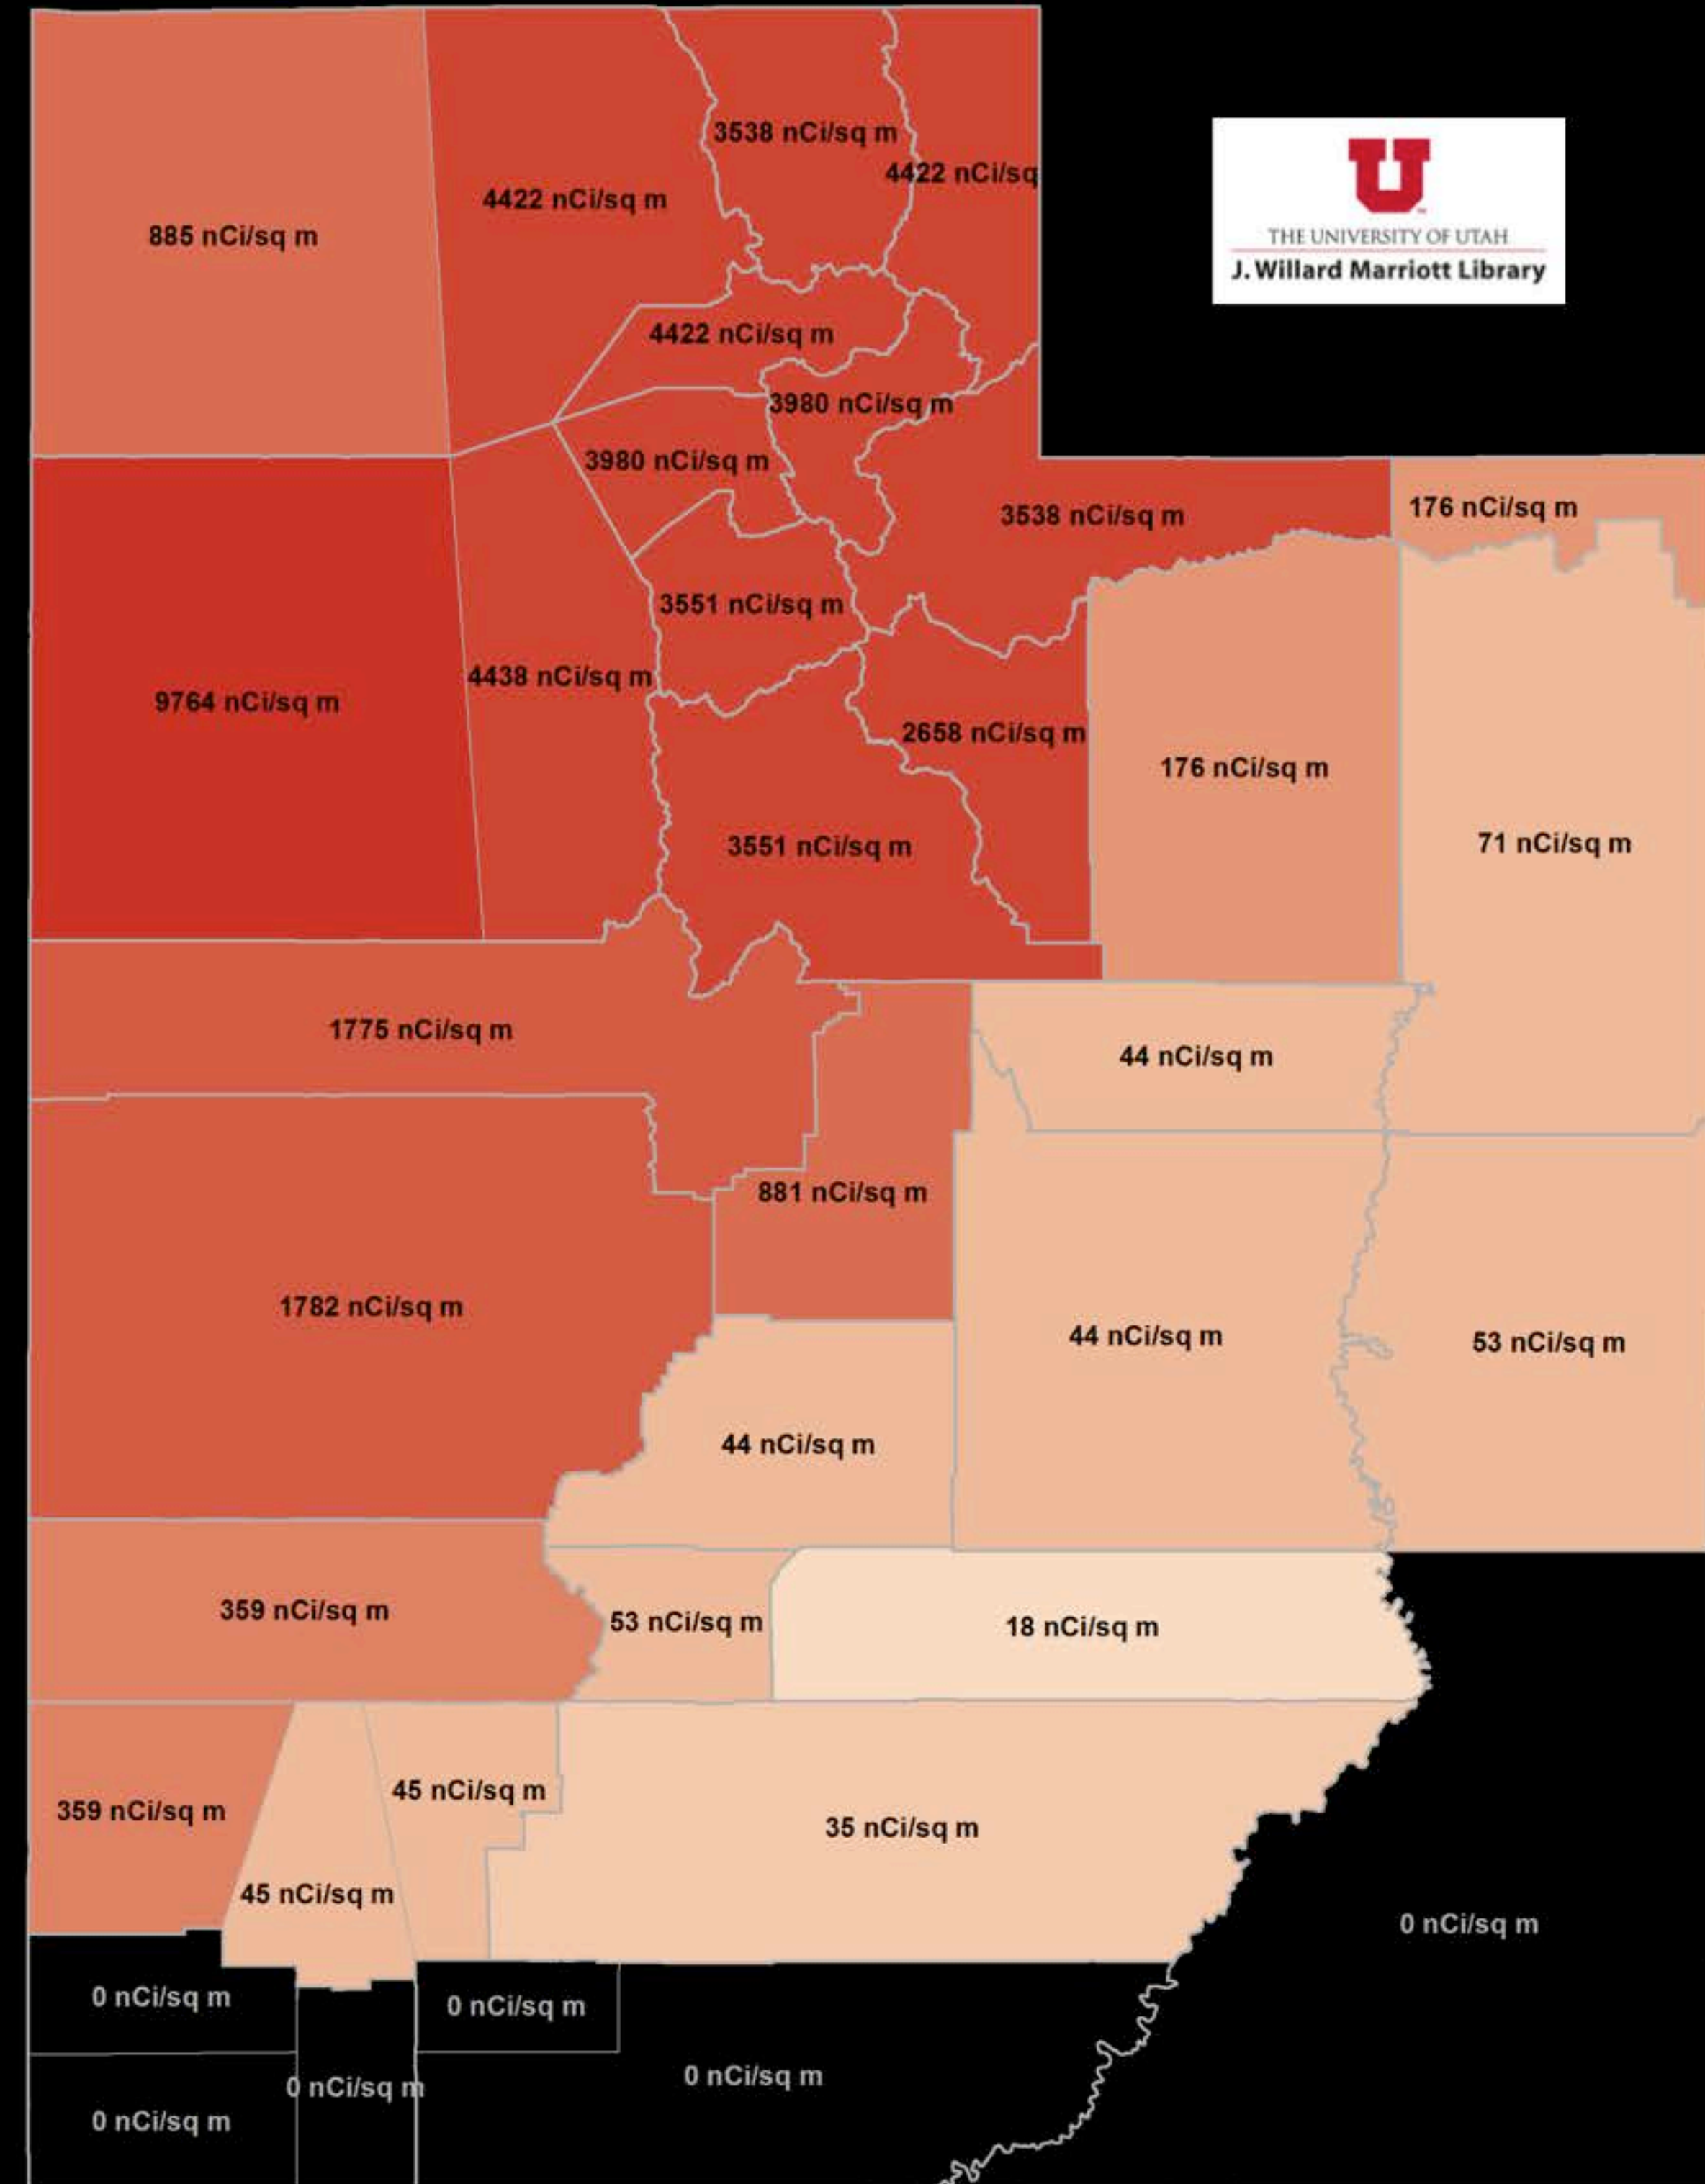 3538 nCi/sq m
4422 nCi/sq
4422 nCi/sq m
885 nCi/sq m
THE UNIVERSITY OF UTAH
J. Willard Marriott Library
4422 nCi/sq m
3980 nCi/sq m
3980 nCi/sq m
3538 nCi/sq m
176 nCi/sq m
3551 nCi/sq m
4438 nCi/sq m
9764 nCi/sq m
2658 nCi/sq m
176 nCi/sq m
3551 nCi/sq m
71 nCi/sq m
1775 nCi/sq m
44 nCi/sq m
881 nCi/sq m
1782 nCi/sq m
44 nCi/sq m
53 nCi/sq m
44 nCi/sq m
359 nCi/sq m
53 nCi/sq m
18 nCi/sq m
45 nCi/sq m
359 nCi/sq m
35 nCi/sq m
45 nCi/sq m
0 nCi/sq m
0 nCi/sq m
0 nCi/sq m
0 nCi/sq m
0 nCi/sq m
0 nCi/sq m